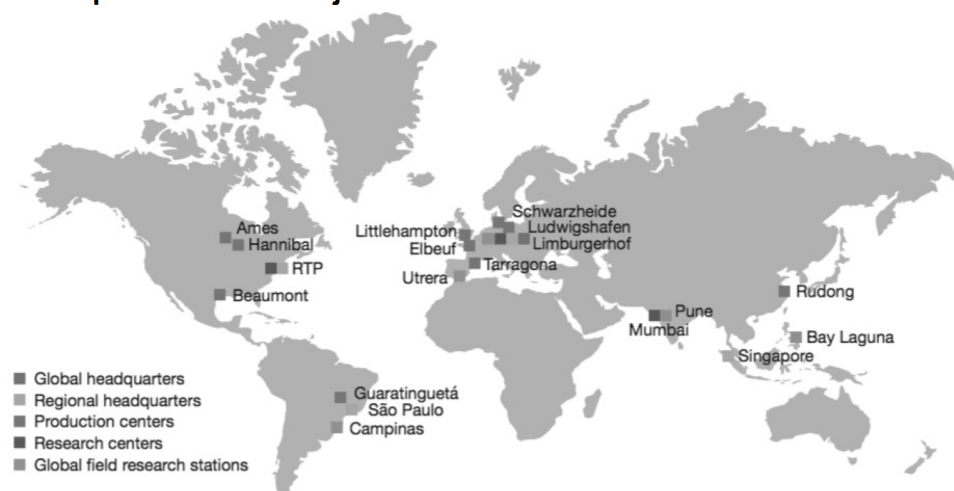 Schwarzheide
Littlehampton
Ludwigshafen
Elbeuf
Limburgerhof
Ames
Hannibal
RTP
Utrera
Tarragona
Beaumont
Rudong
Pune
Mumbai
Bay Laguna
Singapore
Global headquarters
Regional headquarters
Production centers
Research centers
Global field research stations
Guaratinguetá
São Paulo
Campinas